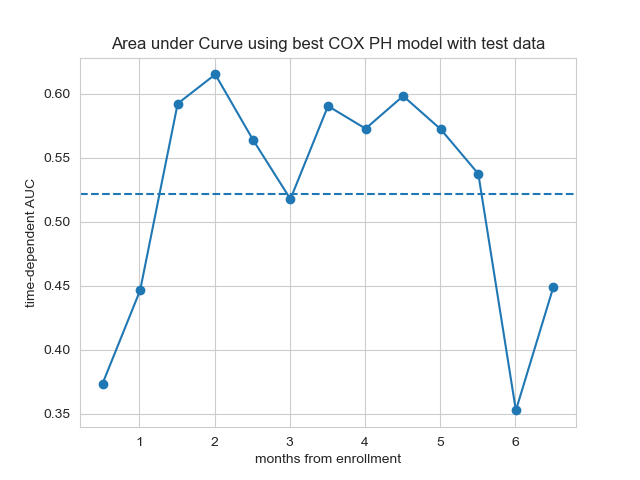 Area under Curve using best COX PH model with test data
time-dependent AUC
0.60
0.55
0.50
0.45
0.40
0.35
1 2 3 4 5 6
months from enrollment